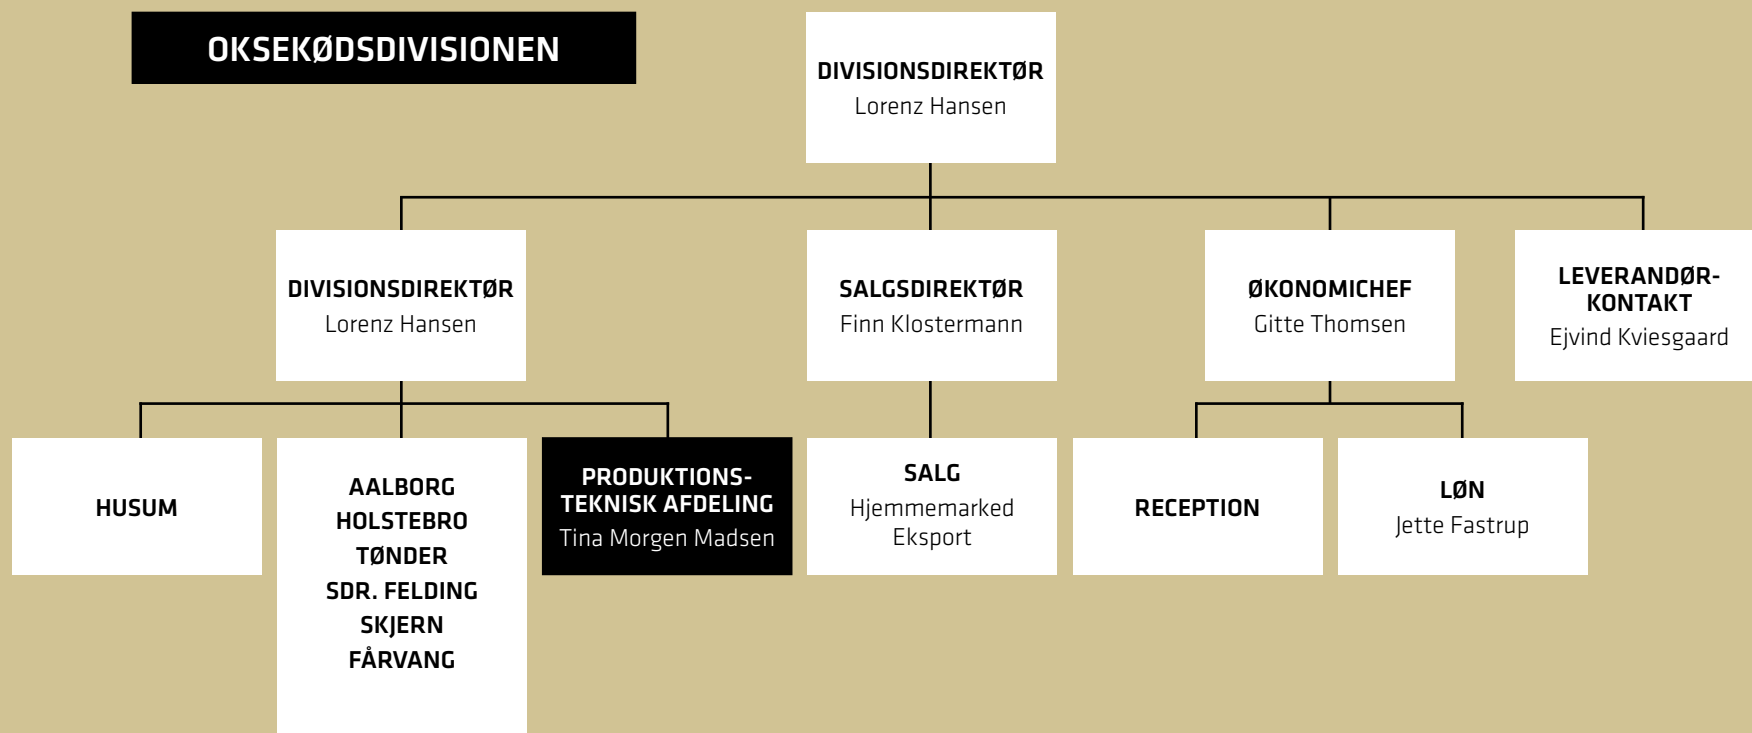 OKSEKØDSDIVISIONEN
DIVISIONSDIREKTØR
Lorenz Hansen
DIVISIONSDIREKTØR
Lorenz Hansen
SALGSDIREKTØR
Finn Klostermann
ØKONOMICHEF
Gitte Thomsen
LEVERANDØR-
KONTAKT
Ejvind Kviesgaard
HUSUM
AALBORG
HOLSTEBRO
TØNDER
SDR. FELDING
SKJERN
FÅRVANG
PRODUKTIONS-
TEKNISK AFDELING
Tina Morgen Madsen
SALG
Hjemmemarked
Eksport
RECEPTION
LØN
Jette Fastrup